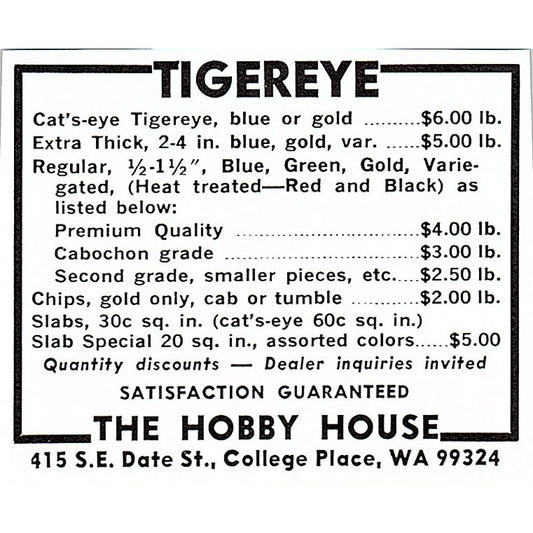 TIGEREYE
Cat's-eye Tigereye, blue or gold ..........$6.00 lb.
Extra Thick, 2-4 in. blue, gold, var. .....$5.00 lb.
Regular, ½-1½", Blue, Green, Gold, Varie-
gated, (Heat treated—Red and Black) as
listed below:
Premium Quality ..............................$4.00 lb.
Cabochon grade ................................$3.00 lb.
Second grade, smaller pieces, etc....$2.50 lb.
Chips, gold only, cab or tumble .............$2.00 lb.
Slabs, 30c sq. in. (cat's-eye 60c sq. in.)
Slab Special 20 sq. in., assorted colors......$5.00
Quantity discounts — Dealer inquiries invited
SATISFACTION GUARANTEED
THE HOBBY HOUSE
415 S.E. Date St., College Place, WA 99324